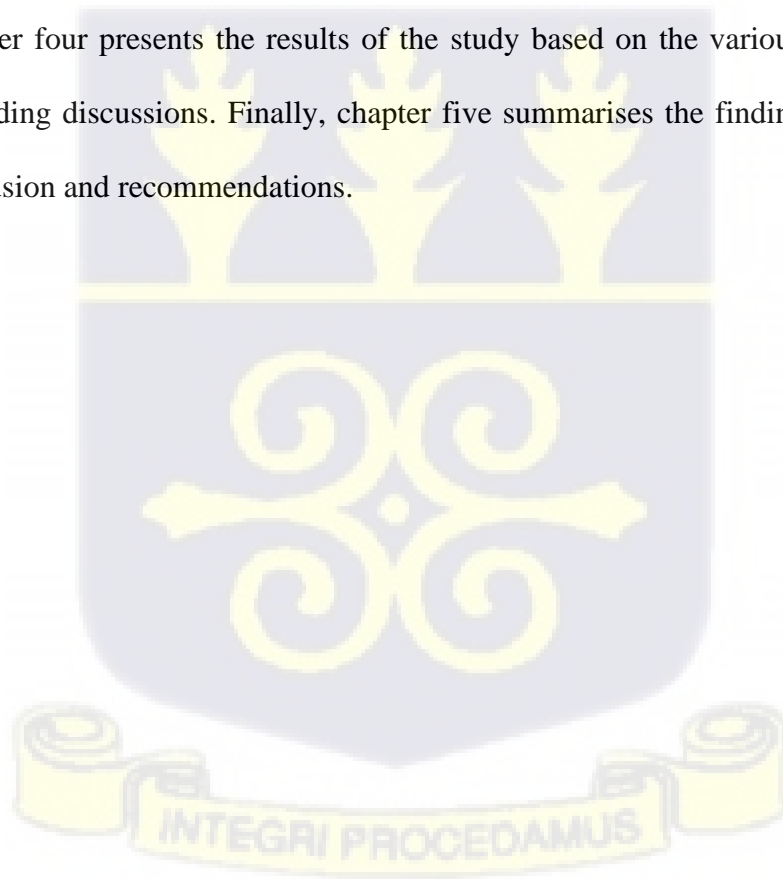 er four presents the results of the study based on the variou
ding discussions. Finally, chapter five summarises the findin
sion and recommendations.
INTEGRI PROCEDAMUS